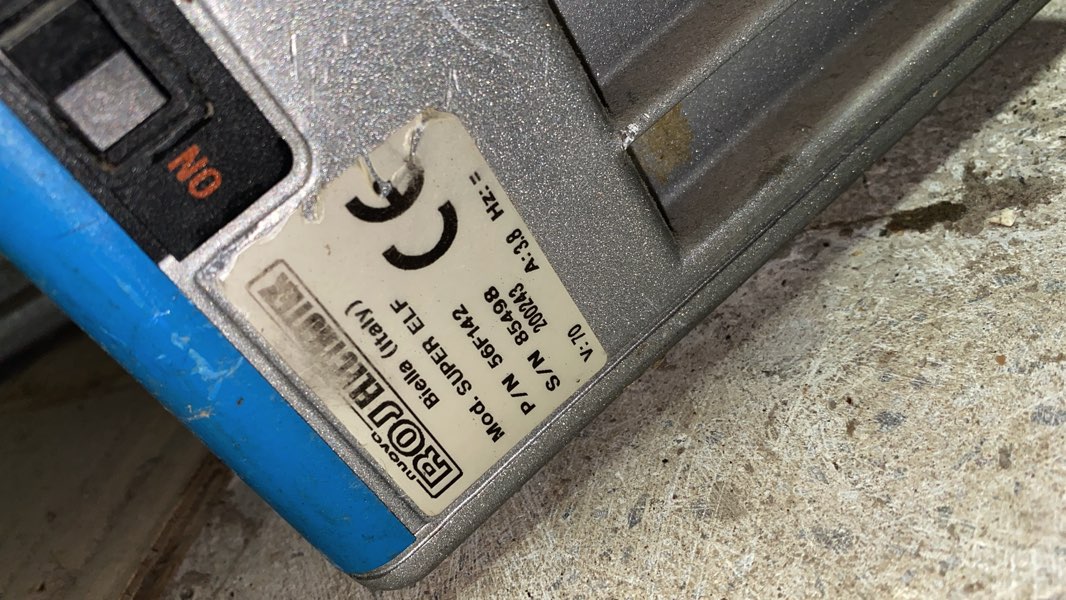 ON
nuova
ROJ
Biella (Italy)
CE
Mod. SUPER ELF
P/N 56F142
S/N 85498
200243
V: 70 A: 3.8 Hz: =